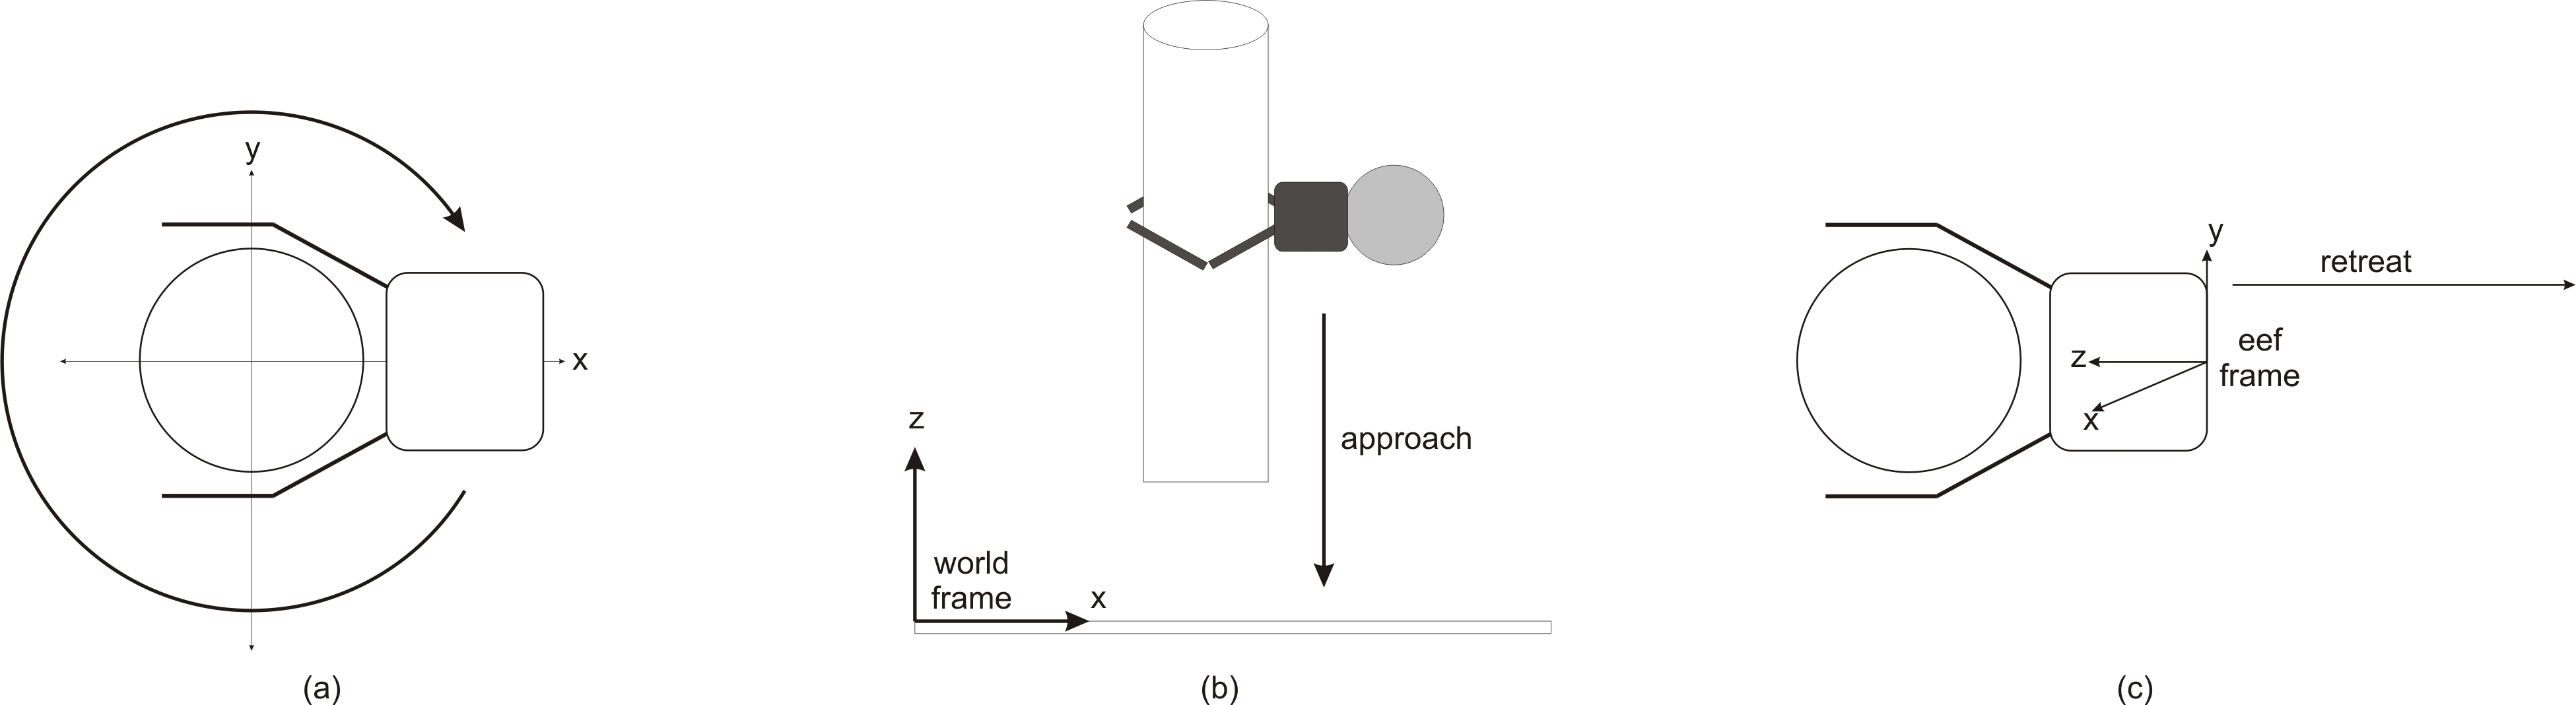 y
x
(a)
z
world
frame
x
approach
(b)
y
retreat
z
eef
frame
x
(c)